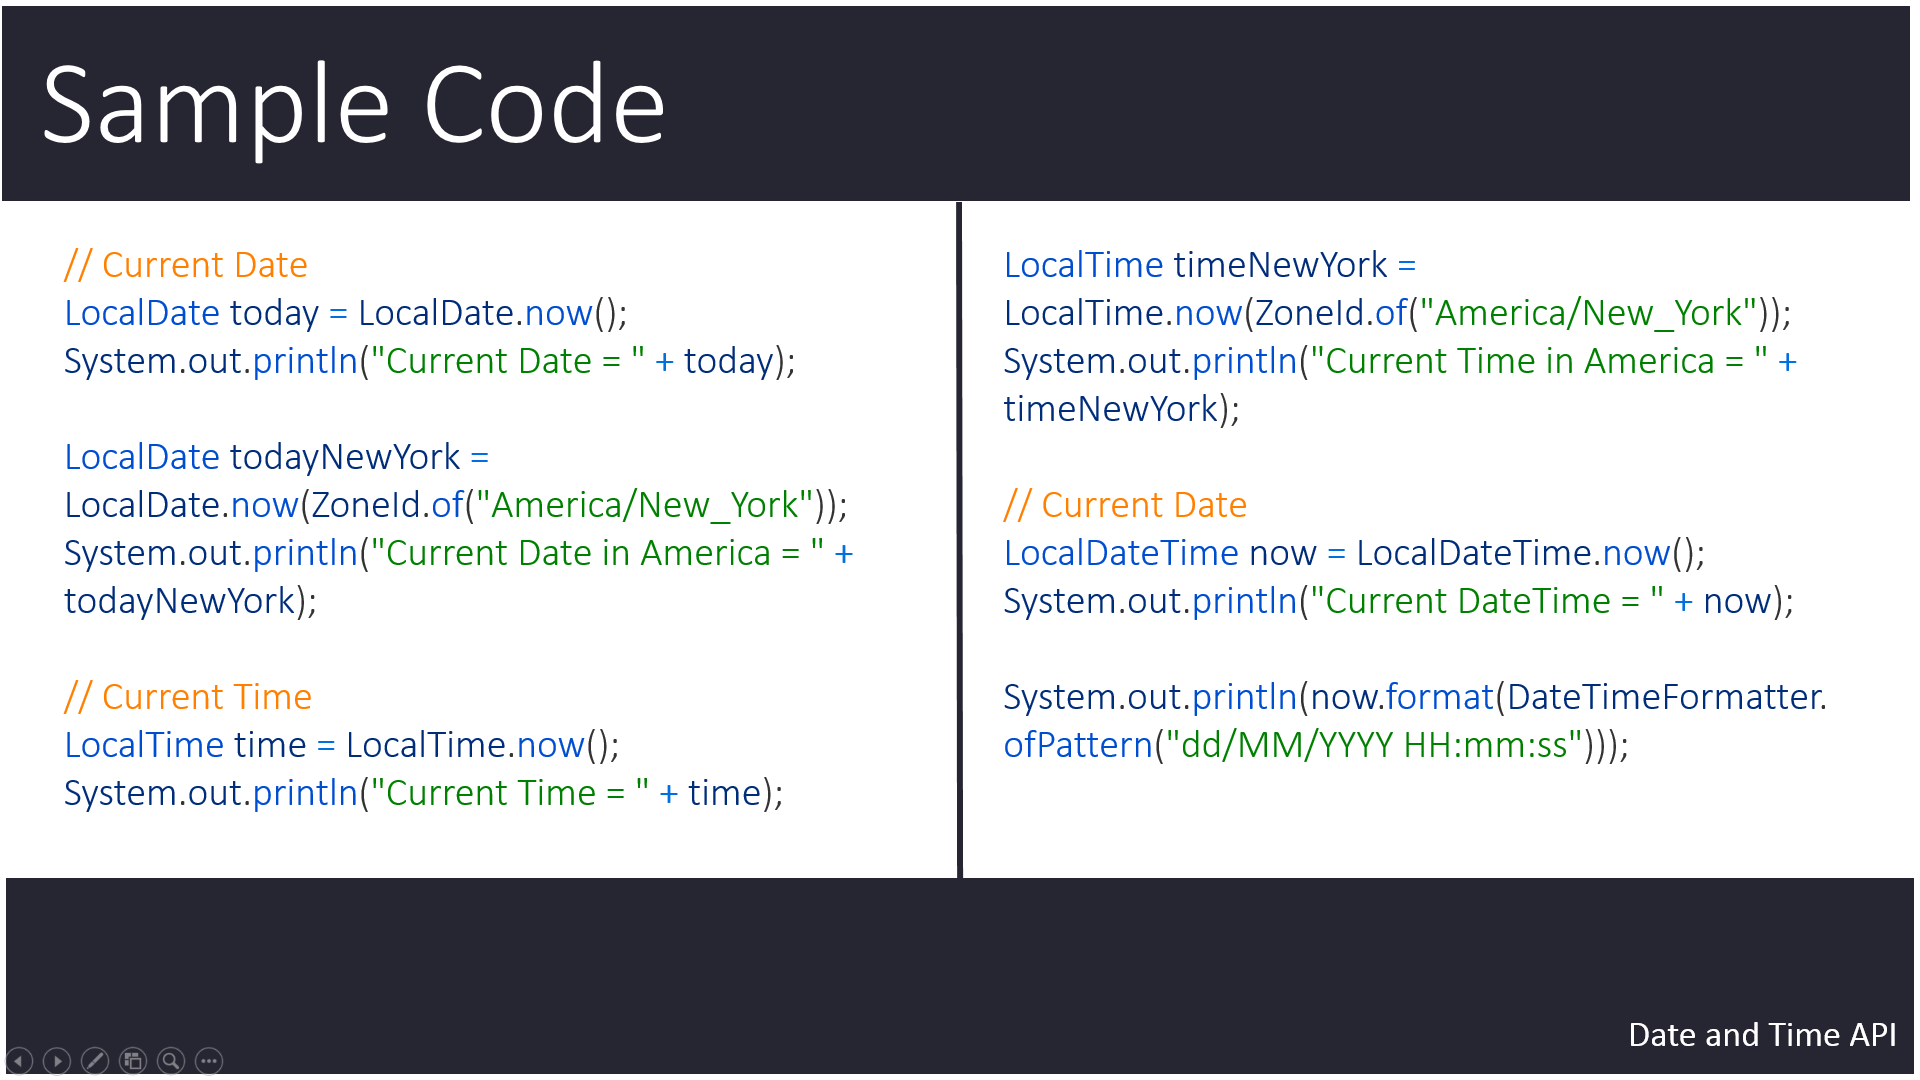 Sample Code
// Current Date
LocalDate today = LocalDate.now();
System.out.println("Current Date = " + today);
LocalDate todayNewYork =
LocalDate.now(ZoneId.of("America/New_York"));
System.out.println("Current Date in America = " +
todayNewYork);
// Current Time
LocalTime time = LocalTime.now();
System.out.println("Current Time = " + time);
LocalTime timeNewYork =
LocalTime.now(ZoneId.of("America/New_York"));
System.out.println("Current Time in America = " +
timeNewYork);
// Current Date
LocalDateTime now = LocalDateTime.now();
System.out.println("Current DateTime = " + now);
System.out.println(now.format(DateTimeFormatter.
ofPattern("dd/MM/YYYY HH:mm:ss")));
Date and Time API